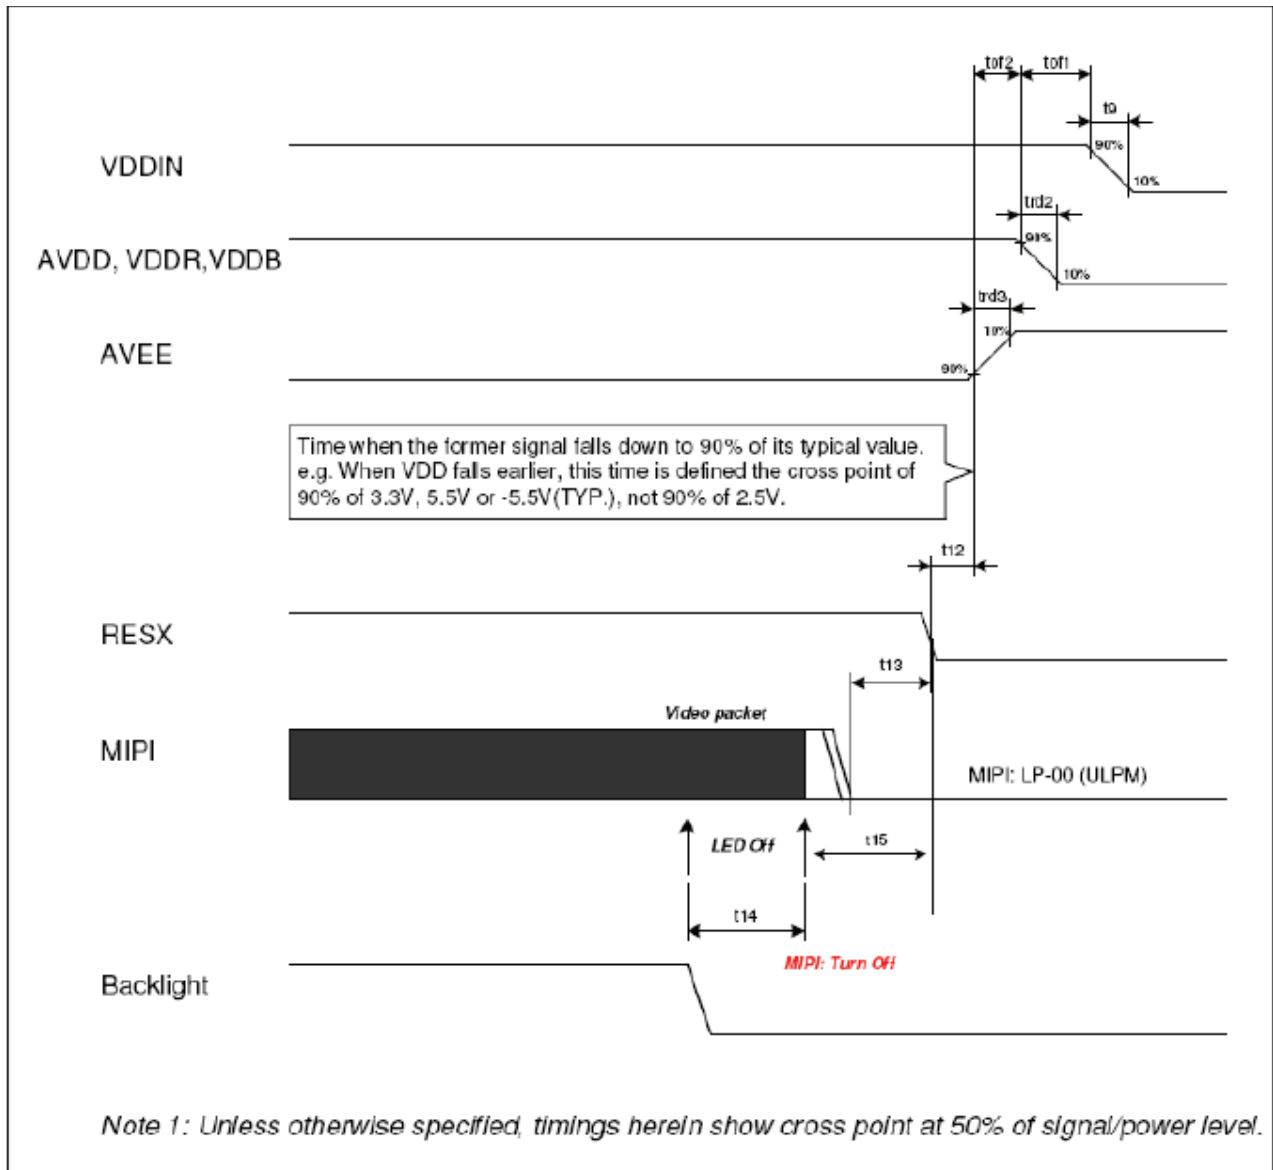 tof2 tof1
t9
VDDIN
90%
10%
trd2
AVDD, VDDR,VDDB
90%
10%
trd3
AVEE
10%
90%
Time when the former signal falls down to 90% of its typical value.
e.g. When VDD falls earlier, this time is defined the cross point of
90% of 3.3V, 5.5V or -5.5V(TYP.), not 90% of 2.5V.
t12
RESX
t13
Video packet
MIPI
MIPI: LP-00 (ULPM)
LED Off
t15
t14
MIPI: Turn Off
Backlight
Note 1: Unless otherwise specified, timings herein show cross point at 50% of signal/power level.